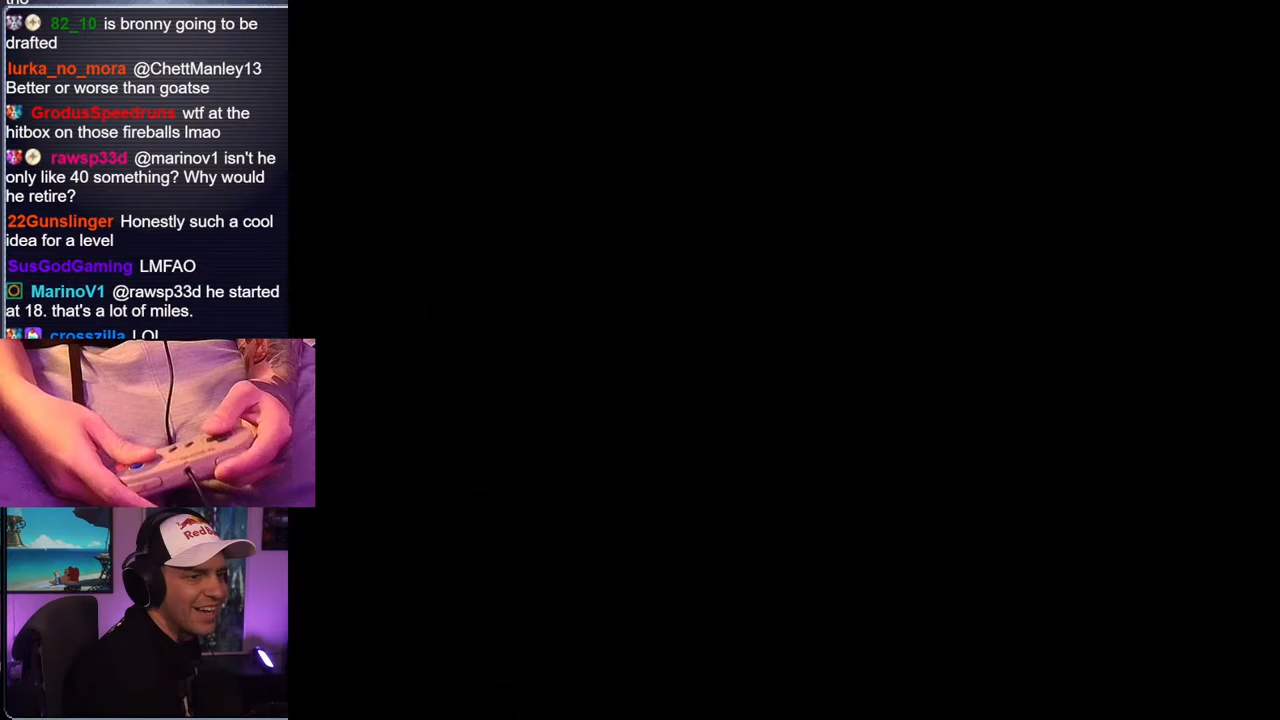 82_10 is bronny going to be
drafted
lurka_no_mora @ChettManley13
Better or worse than goatse
GrodusSpeedruns wtf at the
hitbox on those fireballs lmao
rawsp33d @marinov1 isn't he
only like 40 something? Why would
he retire?
22Gunslinger Honestly such a cool
idea for a level
SusGodGaming LMFAO
MarinoV1 @rawsp33d he started
at 18. that's a lot of miles.
crosszilla LOL